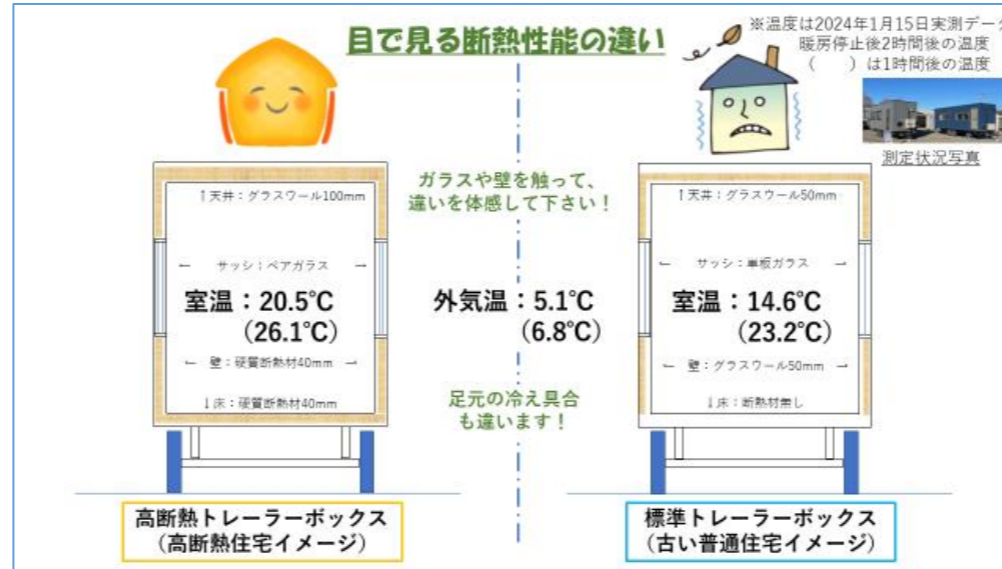 目で見る断熱性能の違い
※温度は2024年1月15日実測データ
暖房停止後2時間後の温度
(　　)は1時間後の温度
測定状況写真
↑天井：グラスウール100mm
← サッシ：ペアガラス →
室温：20.5℃
(26.1℃)
← 壁：硬質断熱材40mm →
↓床：硬質断熱材40mm
高断熱トレーラーボックス
(高断熱住宅イメージ)
ガラスや壁を触って、
違いを体感して下さい！
外気温：5.1℃
(6.8℃)
足元の冷え具合
も違います！
↑天井：グラスウール50mm
← サッシ：単板ガラス →
室温：14.6℃
(23.2℃)
← 壁：グラスウール50mm →
↓床：断熱材無し
標準トレーラーボックス
(古い普通住宅イメージ)